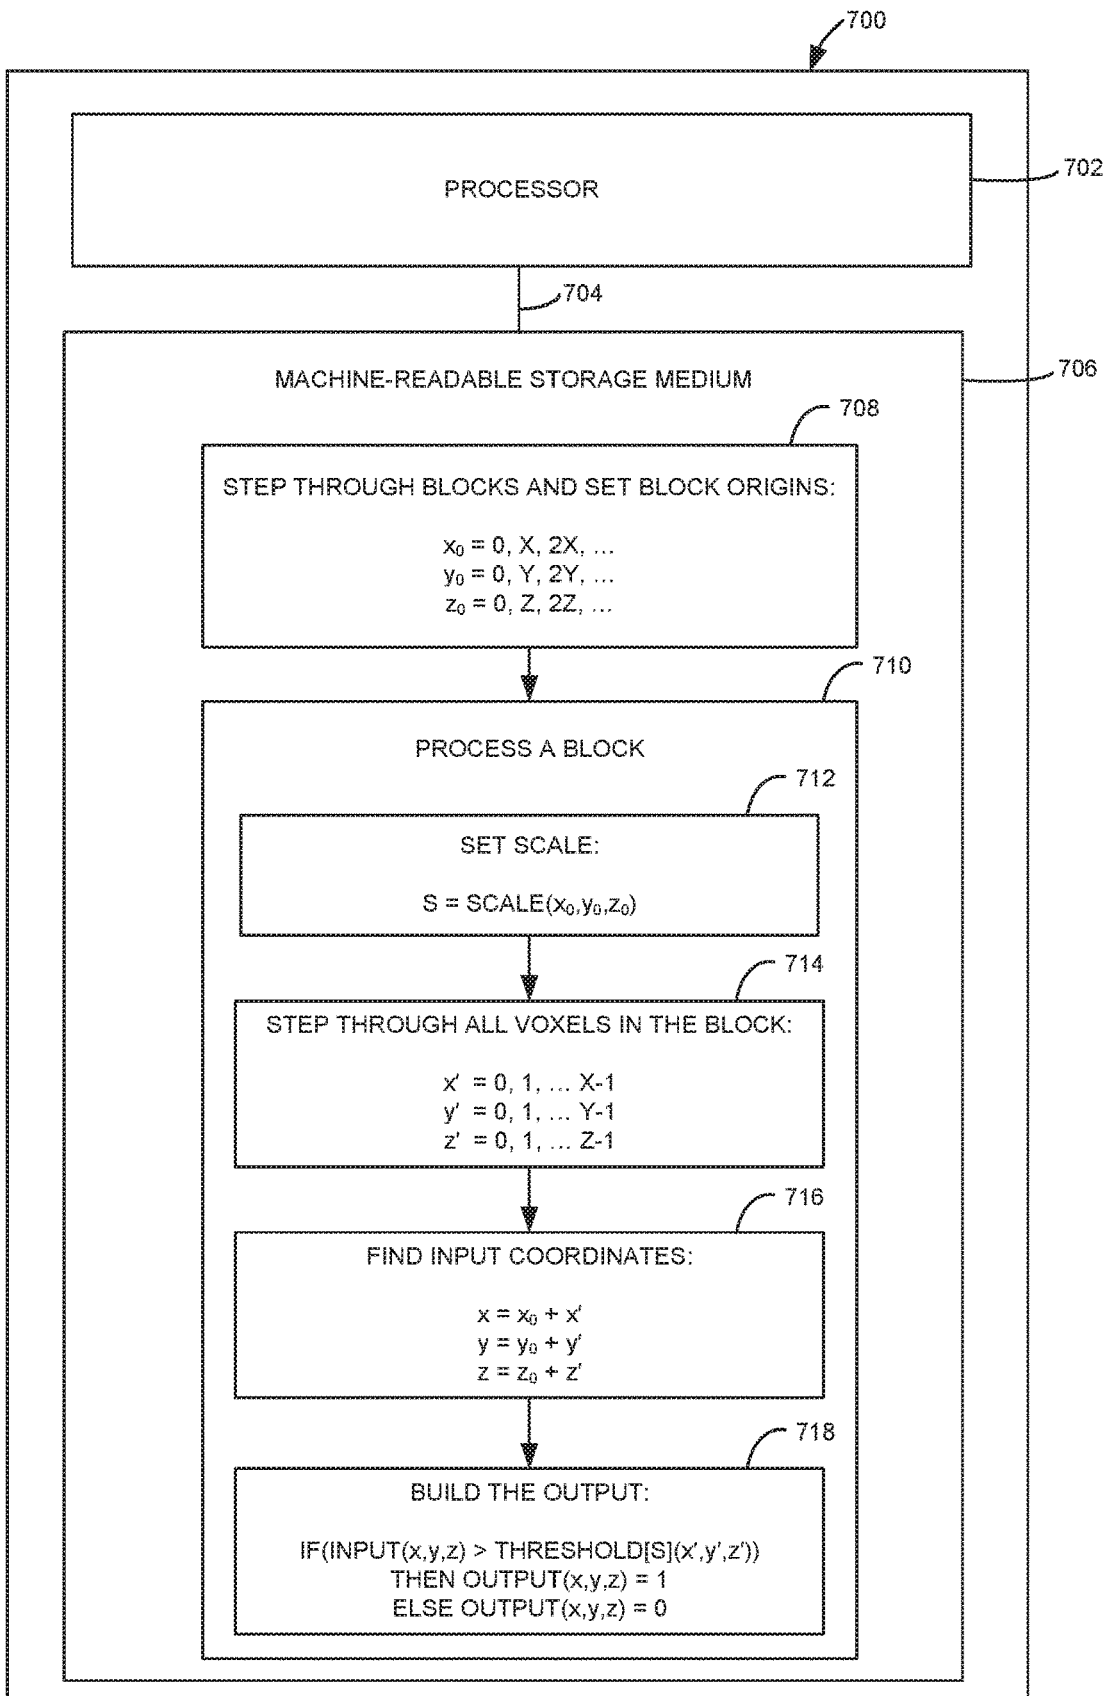 700
PROCESSOR
702
704
MACHINE-READABLE STORAGE MEDIUM
706
708
STEP THROUGH BLOCKS AND SET BLOCK ORIGINS:
x₀ = 0, X, 2X, ...
y₀ = 0, Y, 2Y, ...
z₀ = 0, Z, 2Z, ...
710
PROCESS A BLOCK
712
SET SCALE:
S = SCALE(x₀,y₀,z₀)
714
STEP THROUGH ALL VOXELS IN THE BLOCK:
x' = 0, 1, ... X-1
y' = 0, 1, ... Y-1
z' = 0, 1, ... Z-1
716
FIND INPUT COORDINATES:
x = x₀ + x'
y = y₀ + y'
z = z₀ + z'
718
BUILD THE OUTPUT:
IF(INPUT(x,y,z) > THRESHOLD[S](x',y',z'))
THEN OUTPUT(x,y,z) = 1
ELSE OUTPUT(x,y,z) = 0